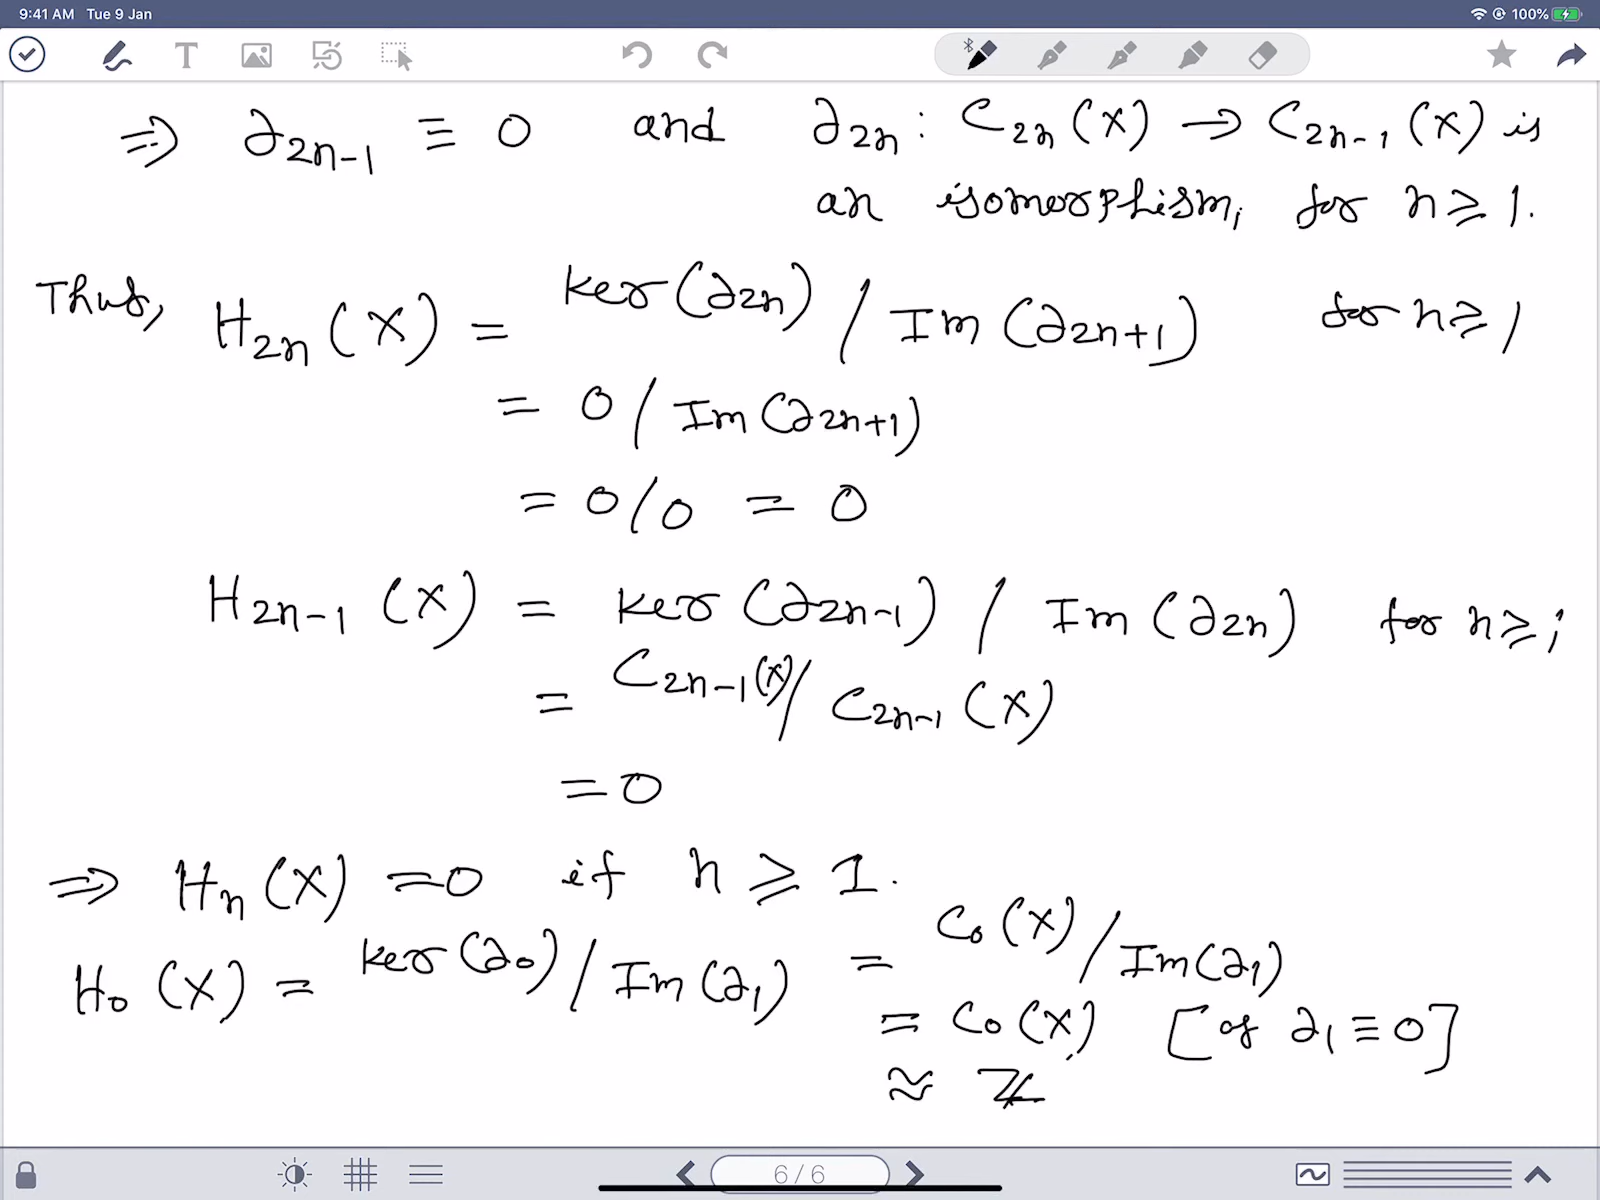 9:41 AM Tue 9 Jan 100%
⇒ ∂2n-1 ≡ 0 and ∂2n : C2n(X) → C2n-1(X) is
an isomorphism, for n ≥ 1.
Thus, H2n(X) = Ker(∂2n) / Im(∂2n+1) for n ≥ 1
= 0 / Im(∂2n+1)
= 0/0 = 0
H2n-1(X) = Ker(∂2n-1) / Im(∂2n) for n ≥ 1
= C2n-1(X) / C2n-1(X)
= 0
⇒ Hn(X) = 0 if n ≥ 1.
H0(X) = Ker(∂0) / Im(∂1) = C0(X) / Im(∂1)
= C0(X) [as ∂1 ≡ 0]
≈ ℤ
6/6